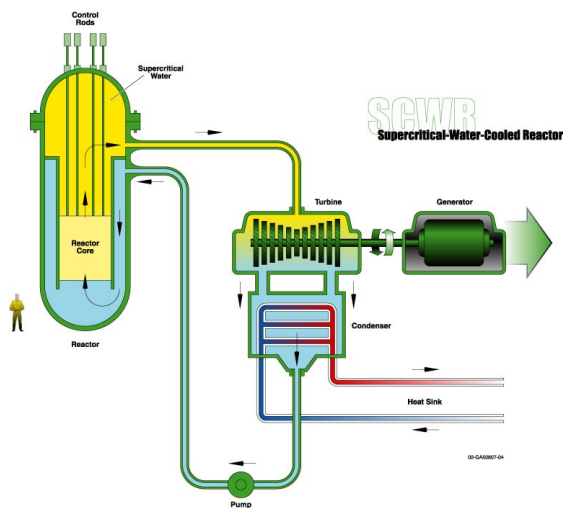 Control
Rods
Supercritical
Water
SCWR
Supercritical-Water-Cooled Reactor
Turbine
Generator
Reactor
Core
Condenser
Reactor
Heat Sink
02-GA50807-04
Pump